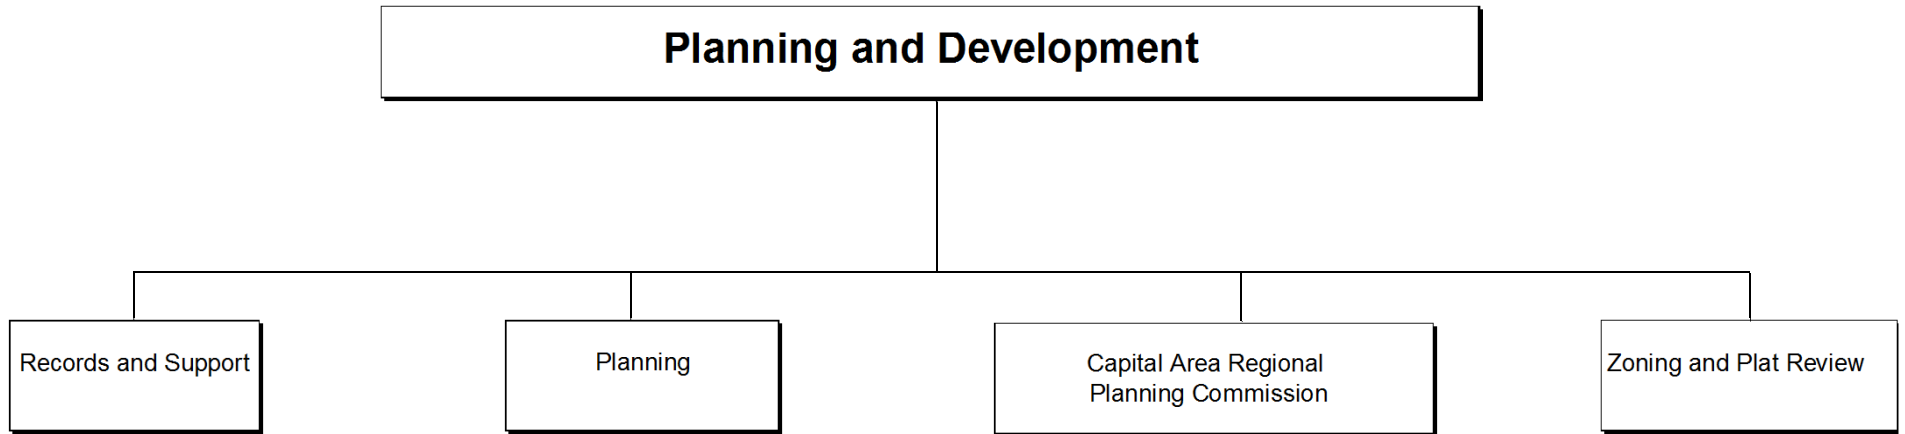 Planning and Development
Records and Support
Planning
Capital Area Regional
Planning Commission
Zoning and Plat Review